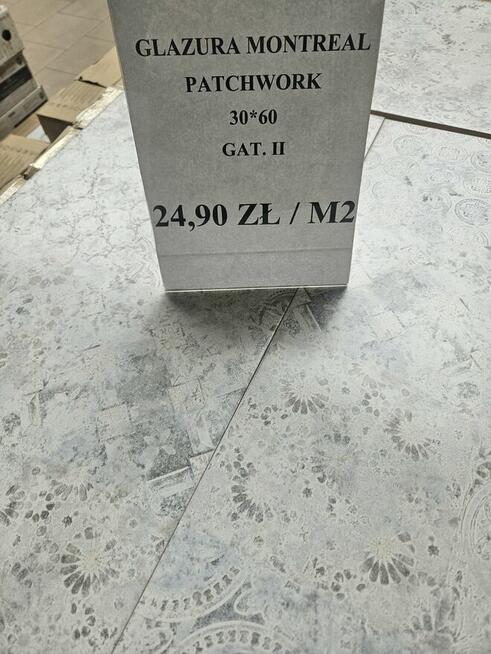 GLAZURA MONTREAL
PATCHWORK
30*60
GAT. II
24,90 ZŁ / M2